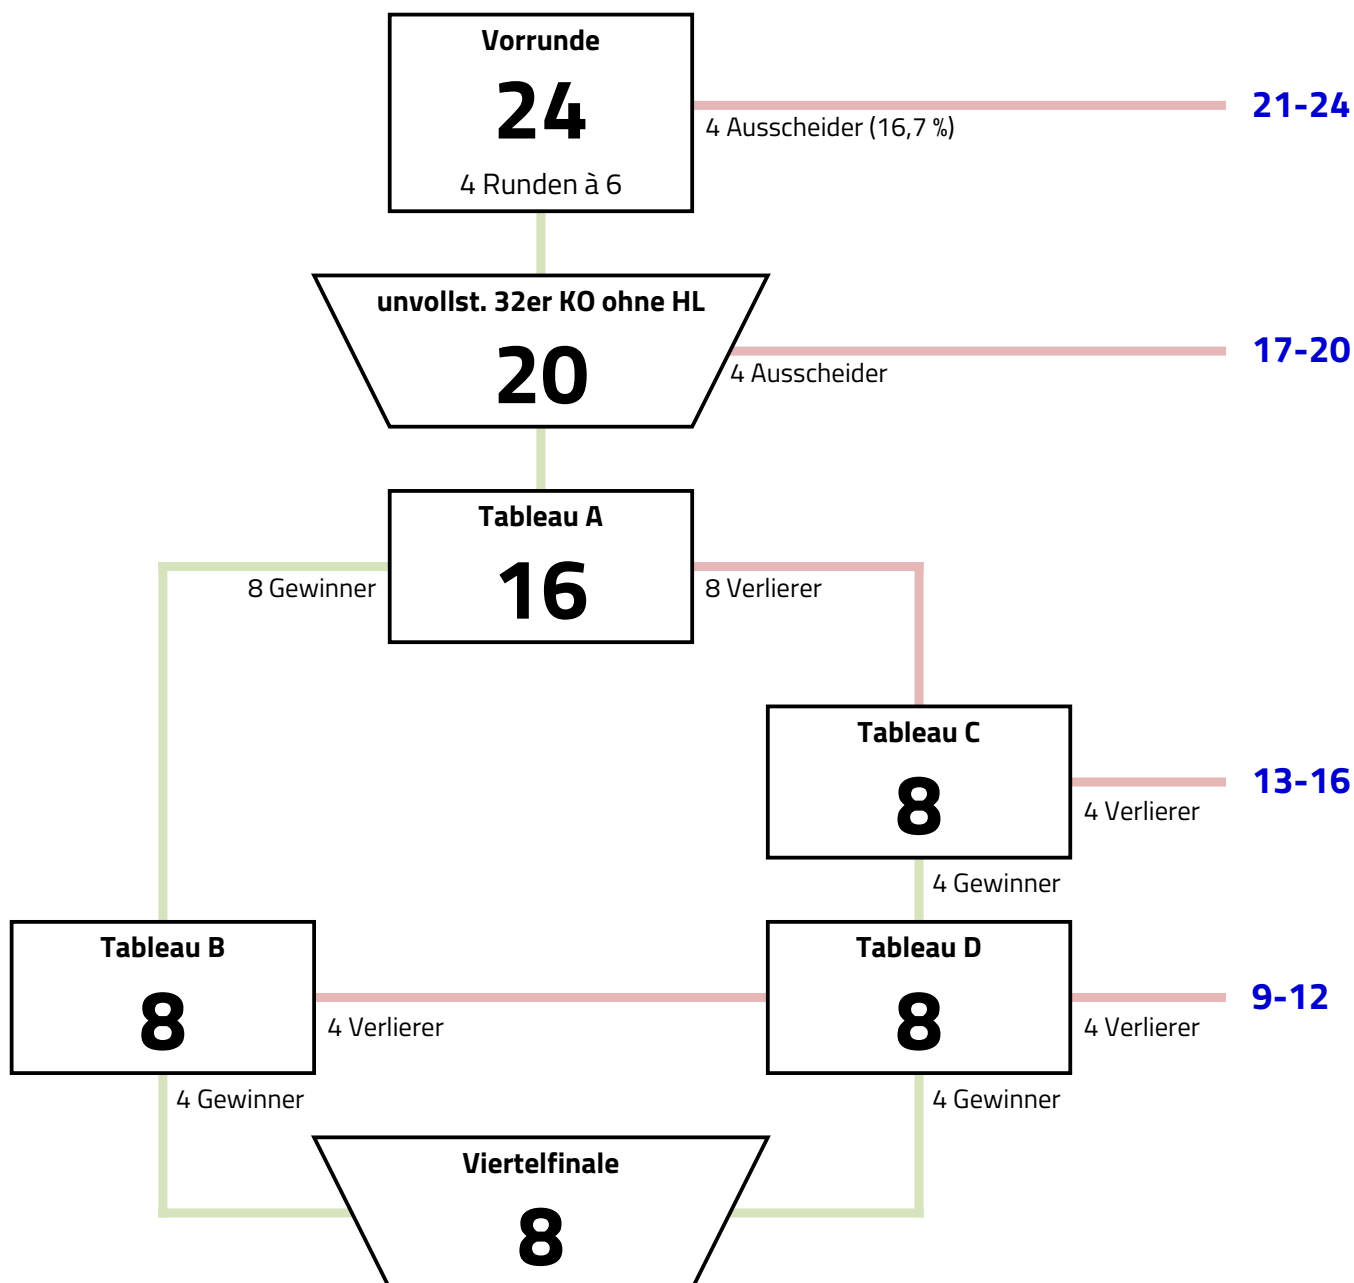 Vorrunde
24
4 Runden à 6
4 Ausscheider (16,7 %)
21-24
unvollst. 32er KO ohne HL
20
4 Ausscheider
17-20
Tableau A
16
8 Gewinner
8 Verlierer
Tableau C
8
4 Verlierer
13-16
4 Gewinner
Tableau B
8
4 Verlierer
Tableau D
8
4 Verlierer
9-12
4 Gewinner
4 Gewinner
Viertelfinale
8